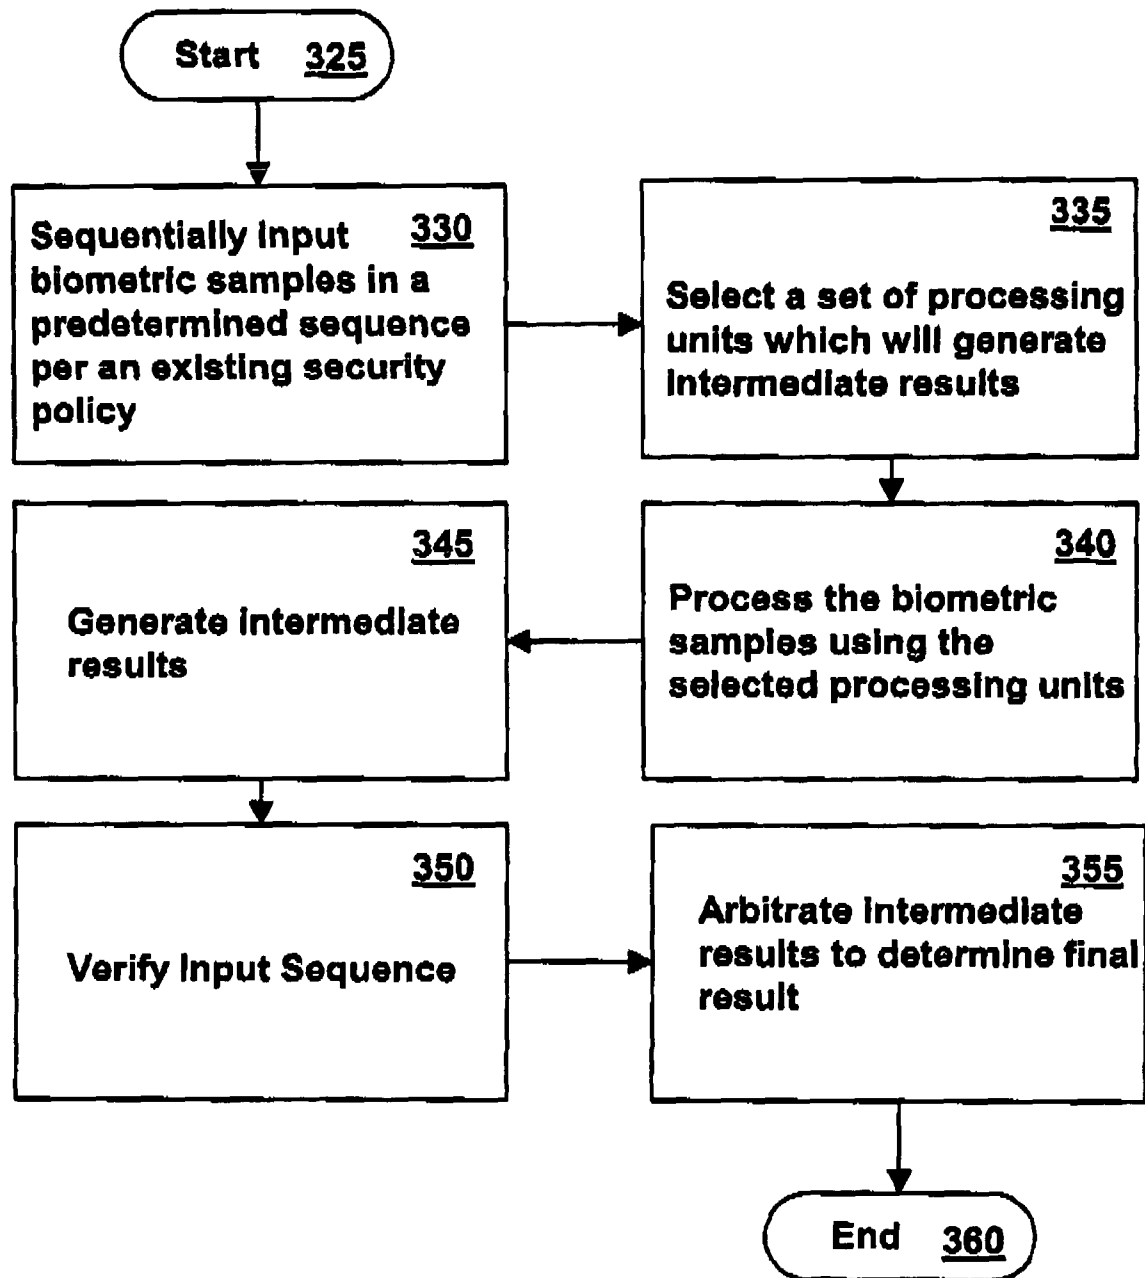 Start 325
Sequentially input 330
biometric samples in a
predetermined sequence
per an existing security
policy
335
Select a set of processing
units which will generate
intermediate results
340
Process the biometric
samples using the
selected processing units
345
Generate intermediate
results
350
Verify Input Sequence
355
Arbitrate intermediate
results to determine final
result
End 360